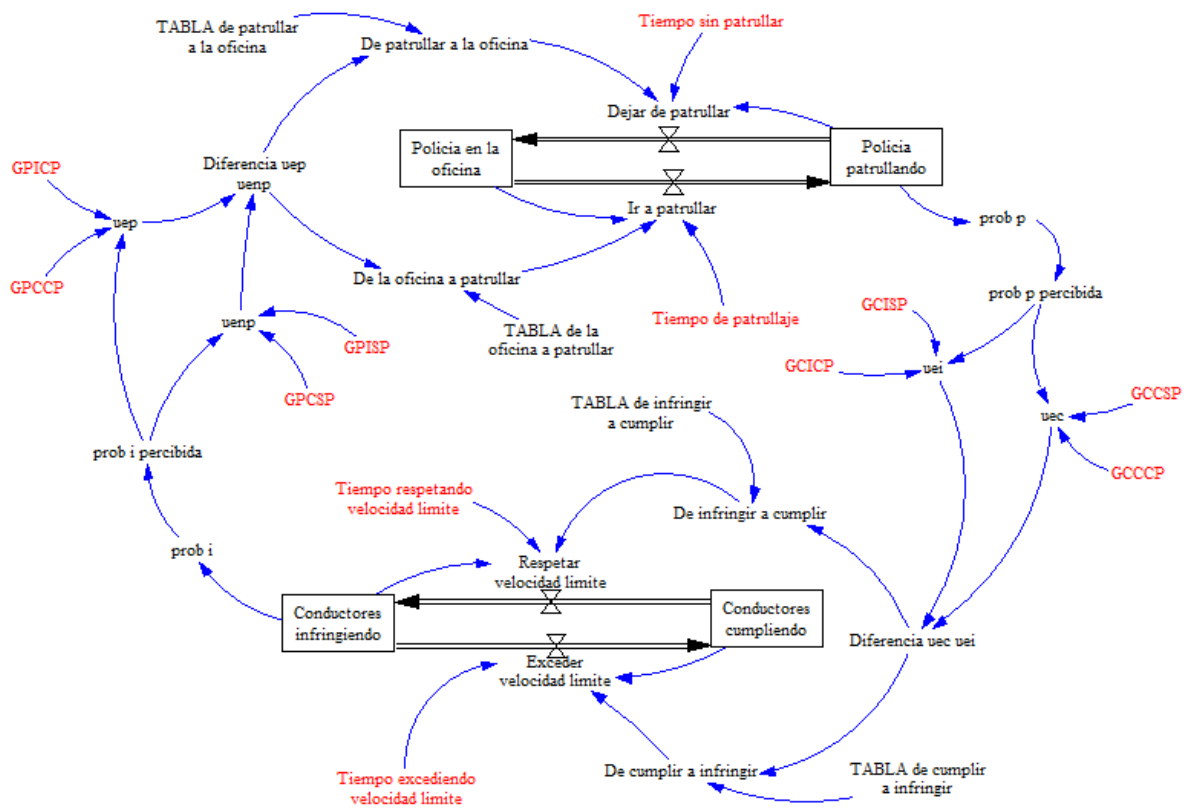 TABLA de patrullar
a la oficina
De patrullar a la oficina
Tiempo sin patrullar
Dejar de patrullar
Policia en la
oficina
Policia
patrullando
Ir a patrullar
Diferencia uep
uenp
GPICP
uep
GPCCP
De la oficina a patrullar
TABLA de la
oficina a patrullar
Tiempo de patrullaje
prob p
prob p percibida
uenp
GPISP
GPCSP
GCISP
GCICP
uei
GCCSP
uec
GCCCP
prob i percibida
prob i
TABLA de infringir
a cumplir
Tiempo respetando
velocidad limite
De infringir a cumplir
Respetar
velocidad limite
Conductores
infringiendo
Conductores
cumpliendo
Exceder
velocidad limite
Diferencia uec uei
Tiempo excediendo
velocidad limite
De cumplir a infringir
TABLA de cumplir
a infringir